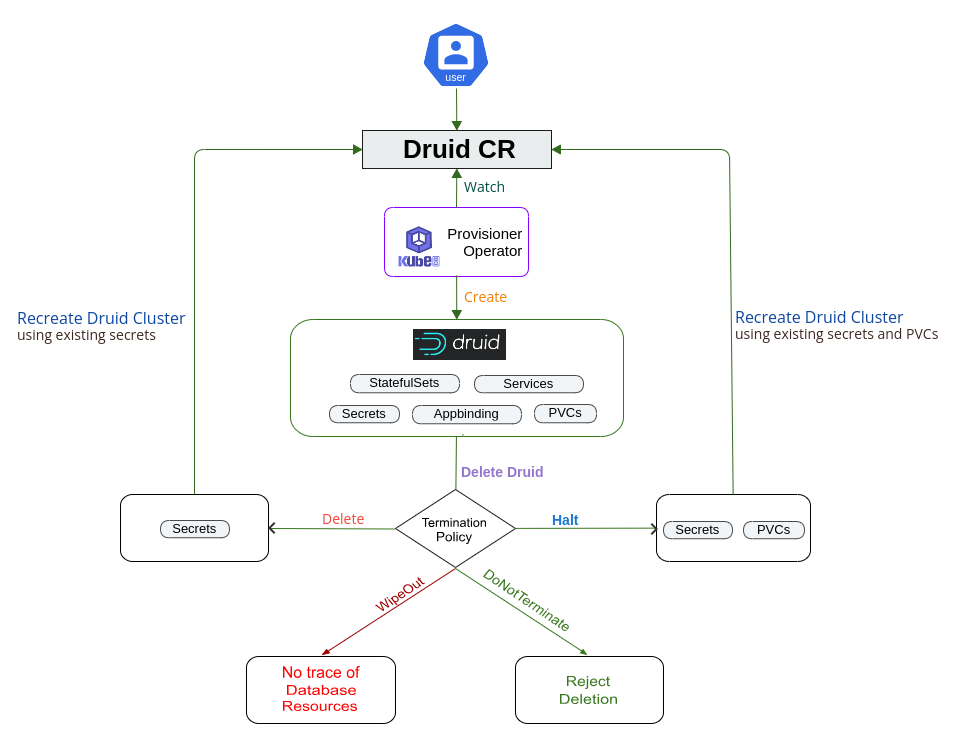 user
Druid CR
Watch
Provisioner
Operator
KUbe
Create
Recreate Druid Cluster
using existing secrets
Recreate Druid Cluster
using existing secrets and PVCs
druid
StatefulSets
Services
Secrets
Appbinding
PVCs
Delete Druid
Termination
Policy
Delete
Halt
Secrets
Secrets
PVCs
WipeOut
DoNotTerminate
No trace of
Database
Resources
Reject
Deletion